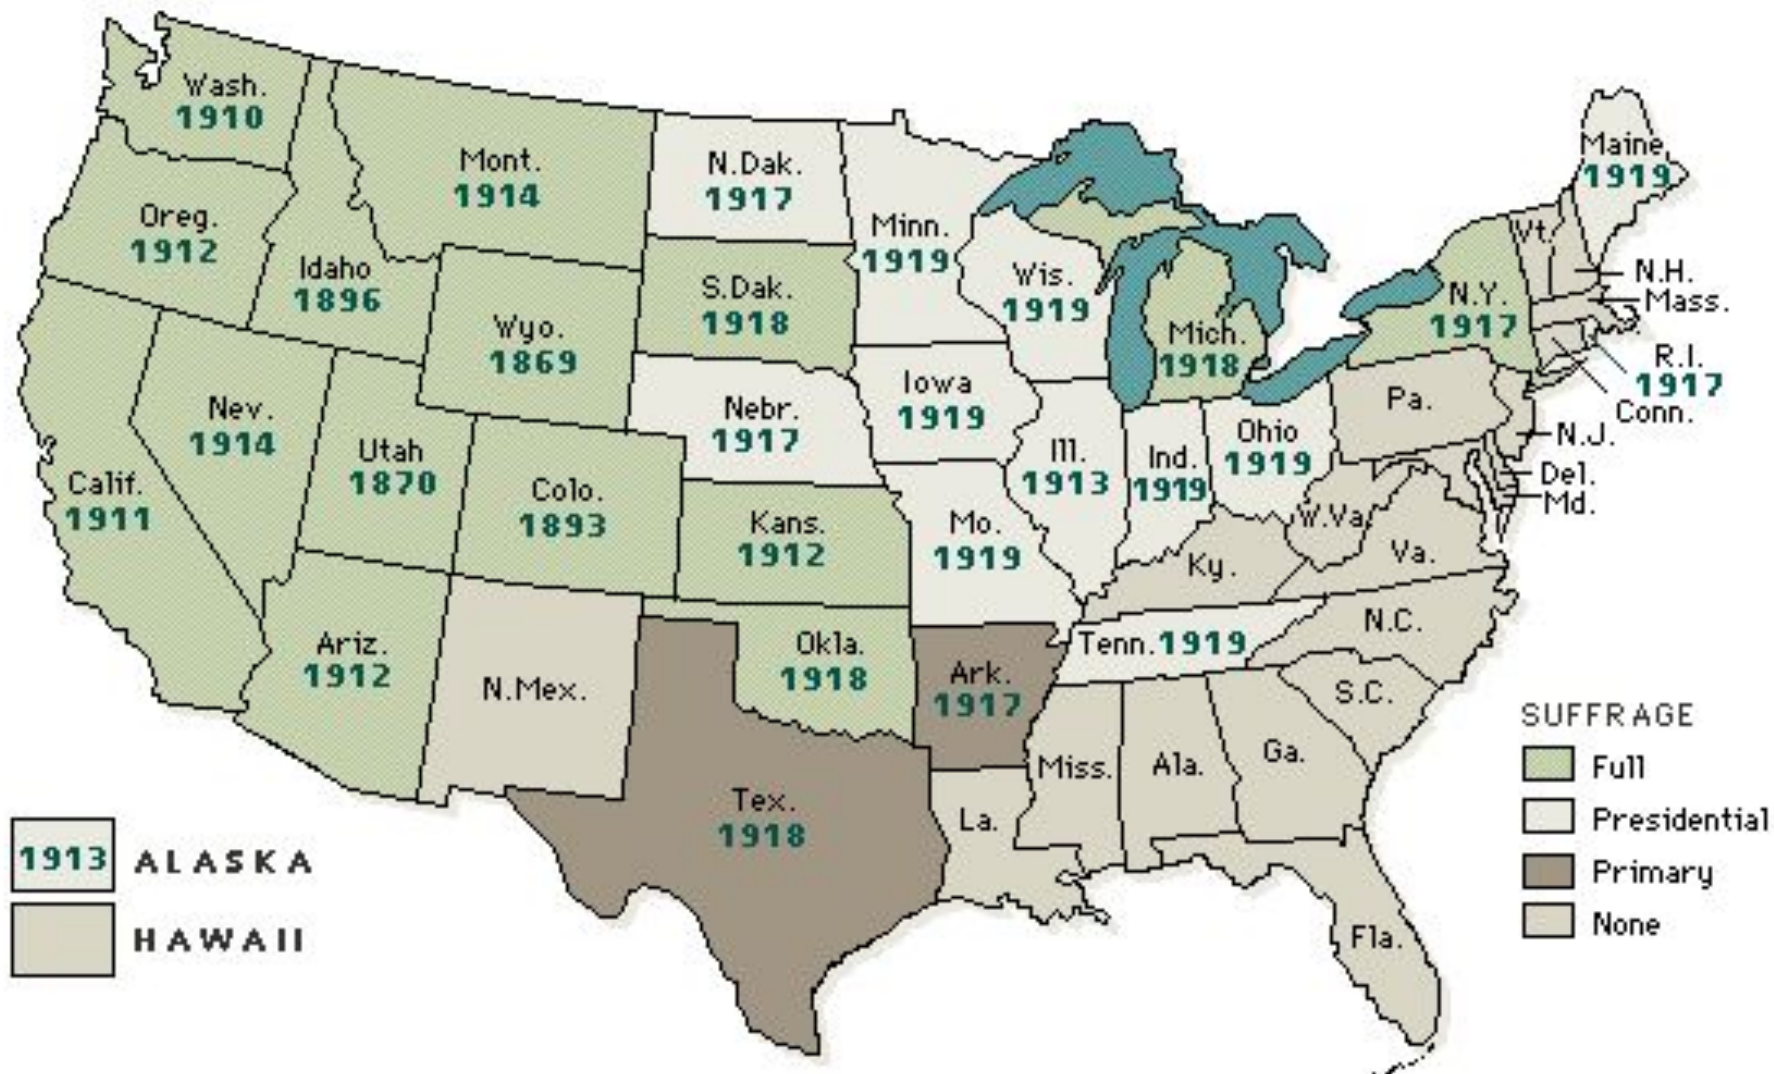 Wash.
1910
Oreg.
1912
Idaho
1896
Mont.
1914
N.Dak.
1917
Minn.
1919
Wis.
1919
Mich.
1918
N.Y.
1917
Vt.
Maine
1919
N.H.
Mass.
R.I.
1917
Conn.
N.J.
Del.
Md.
Pa.
S.Dak.
1918
Wyo.
1869
Nebr.
1917
Iowa
1919
Ill.
1913
Ind.
1919
Ohio
1919
W.Va.
Va.
Ky.
Calif.
1911
Nev.
1914
Utah
1870
Colo.
1893
Kans.
1912
Mo.
1919
Tenn. 1919
N.C.
S.C.
Ariz.
1912
N.Mex.
Okla.
1918
Ark.
1917
Tex.
1918
La.
Miss.
Ala.
Ga.
Fla.
1913 ALASKA
HAWAII
SUFFRAGE
Full
Presidential
Primary
None